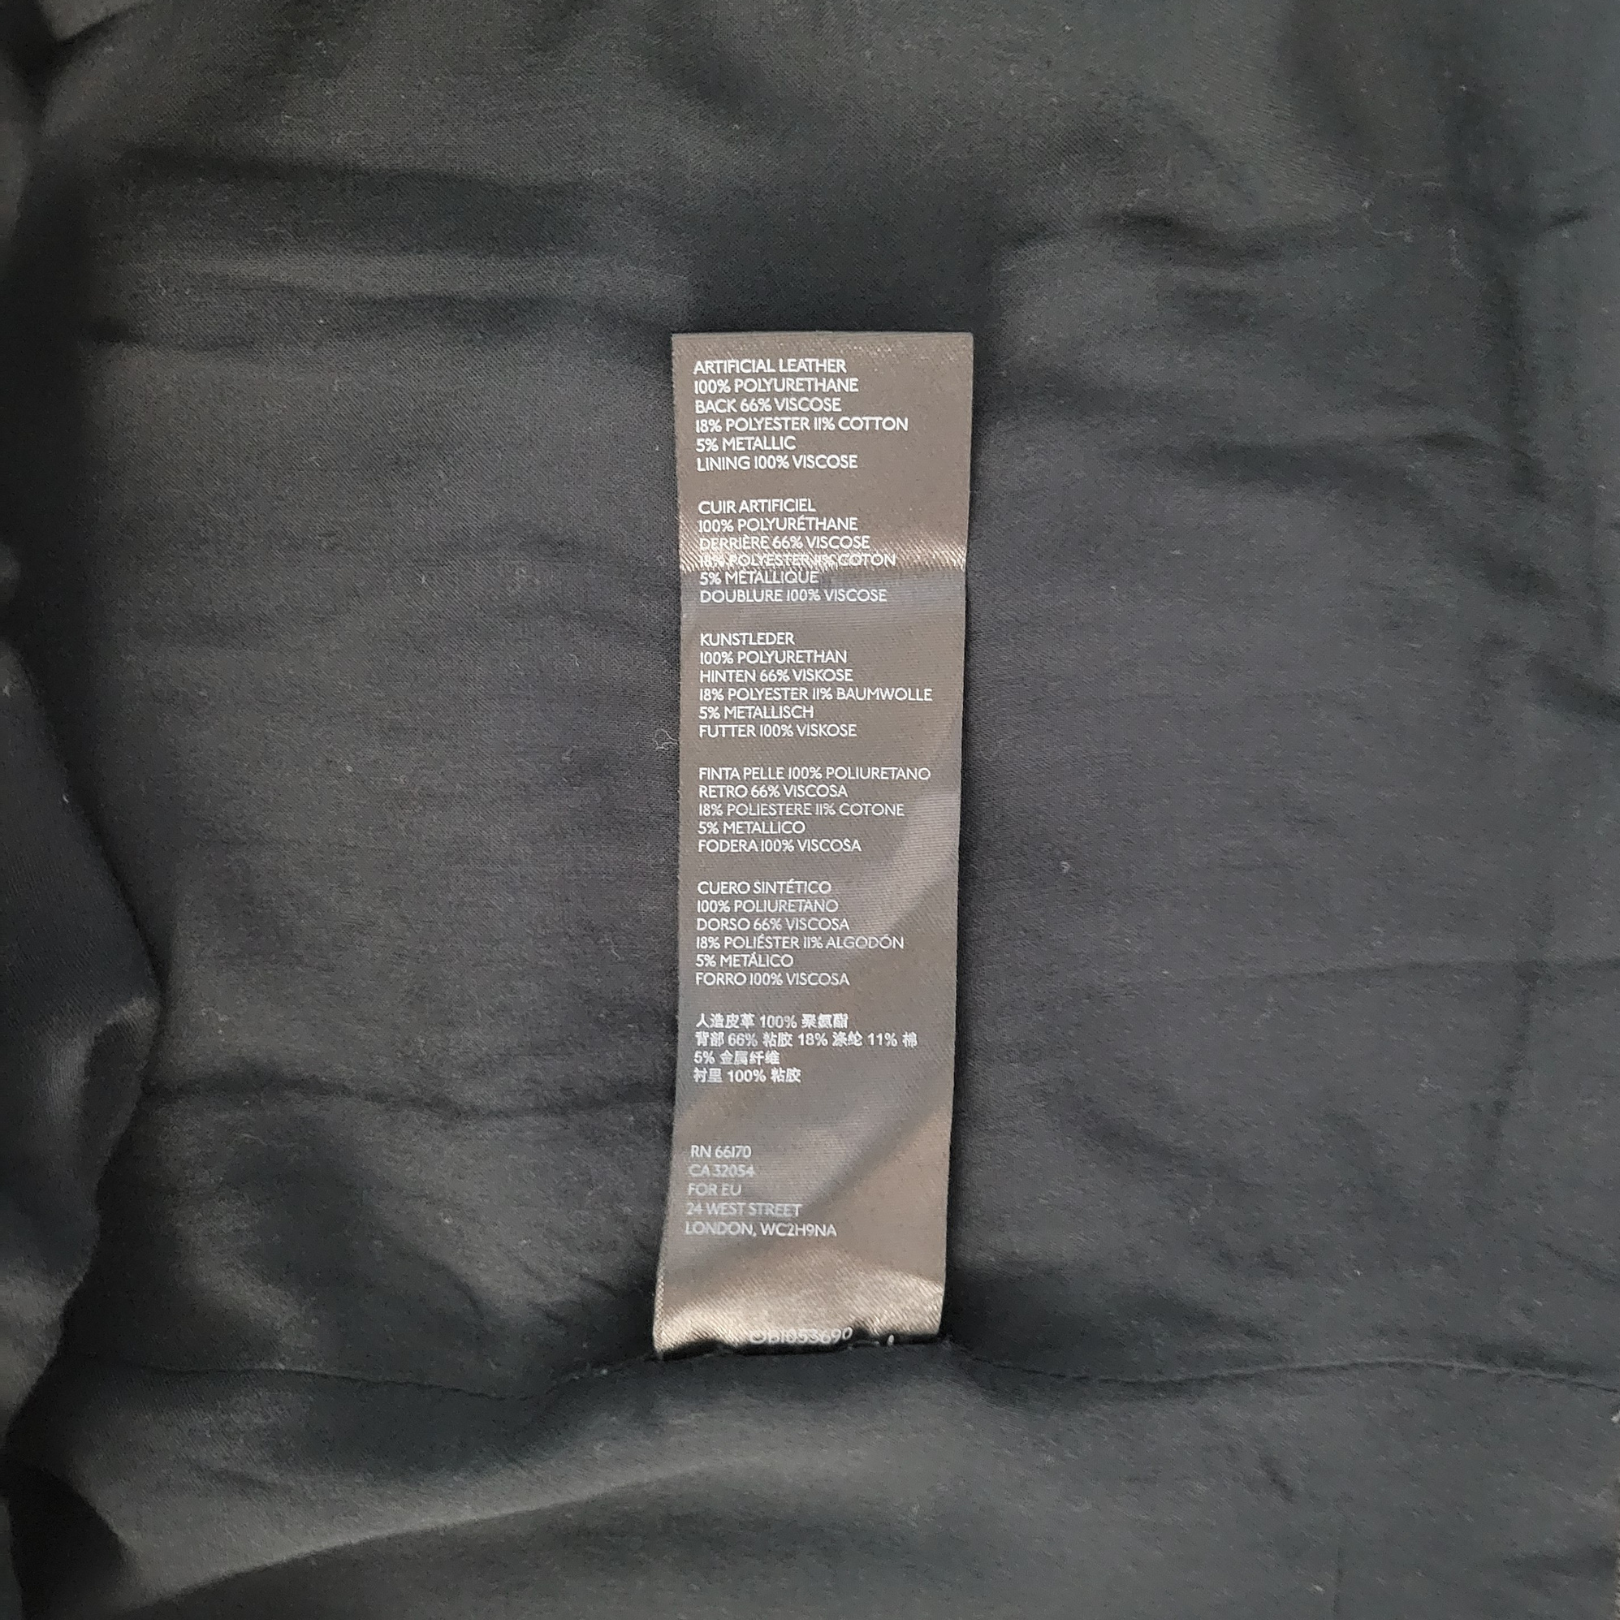 ARTIFICIAL LEATHER
100% POLYURETHANE
BACK 66% VISCOSE
18% POLYESTER 11% COTTON
5% METALLIC
LINING 100% VISCOSE
CUIR ARTIFICIEL
100% POLYURÉTHANE
DERRIÈRE 66% VISCOSE
18% POLYESTER 11% COTON
5% MÉTALLIQUE
DOUBLURE 100% VISCOSE
KUNSTLEDER
100% POLYURETHAN
HINTEN 66% VISKOSE
18% POLYESTER 11% BAUMWOLLE
5% METALLISCH
FUTTER 100% VISKOSE
FINTA PELLE 100% POLIURETANO
RETRO 66% VISCOSA
18% POLIESTERE 11% COTONE
5% METALLICO
FODERA 100% VISCOSA
CUERO SINTÉTICO
100% POLIURETANO
DORSO 66% VISCOSA
18% POLIÉSTER 11% ALGODÓN
5% METÁLICO
FORRO 100% VISCOSA
人造皮革 100% 聚氨酯
背部 66% 粘胶 18% 涤纶 11% 棉
5% 金属纤维
衬里 100% 粘胶
RN 66170
CA 32054
FOR EU
24 WEST STREET
LONDON, WC2H9NA